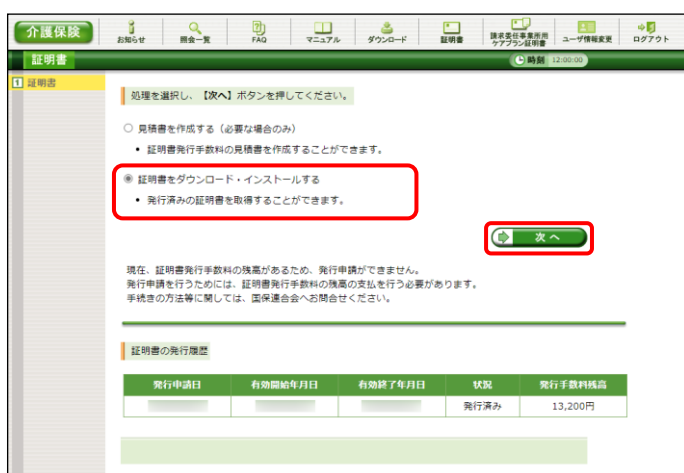 介護保険
お知らせ
照会一覧
FAQ
マニュアル
ダウンロード
証明書
請求委任事業所用
ケアプラン証明書
ユーザ情報変更
ログアウト
証明書
時刻 12:00:00
1 証明書
処理を選択し、【次へ】ボタンを押してください。
見積書を作成する（必要な場合のみ）
• 証明書発行手数料の見積書を作成することができます。
証明書をダウンロード・インストールする
• 発行済みの証明書を取得することができます。
次へ
現在、証明書発行手数料の残高があるため、発行申請ができません。
発行申請を行うためには、証明書発行手数料の残高の支払を行う必要があります。
手続きの方法等に関しては、国保連合会へお問合せください。
証明書の発行履歴
発行申請日 有効開始年月日 有効終了年月日 状況 発行手数料残高
発行済み 13,200円